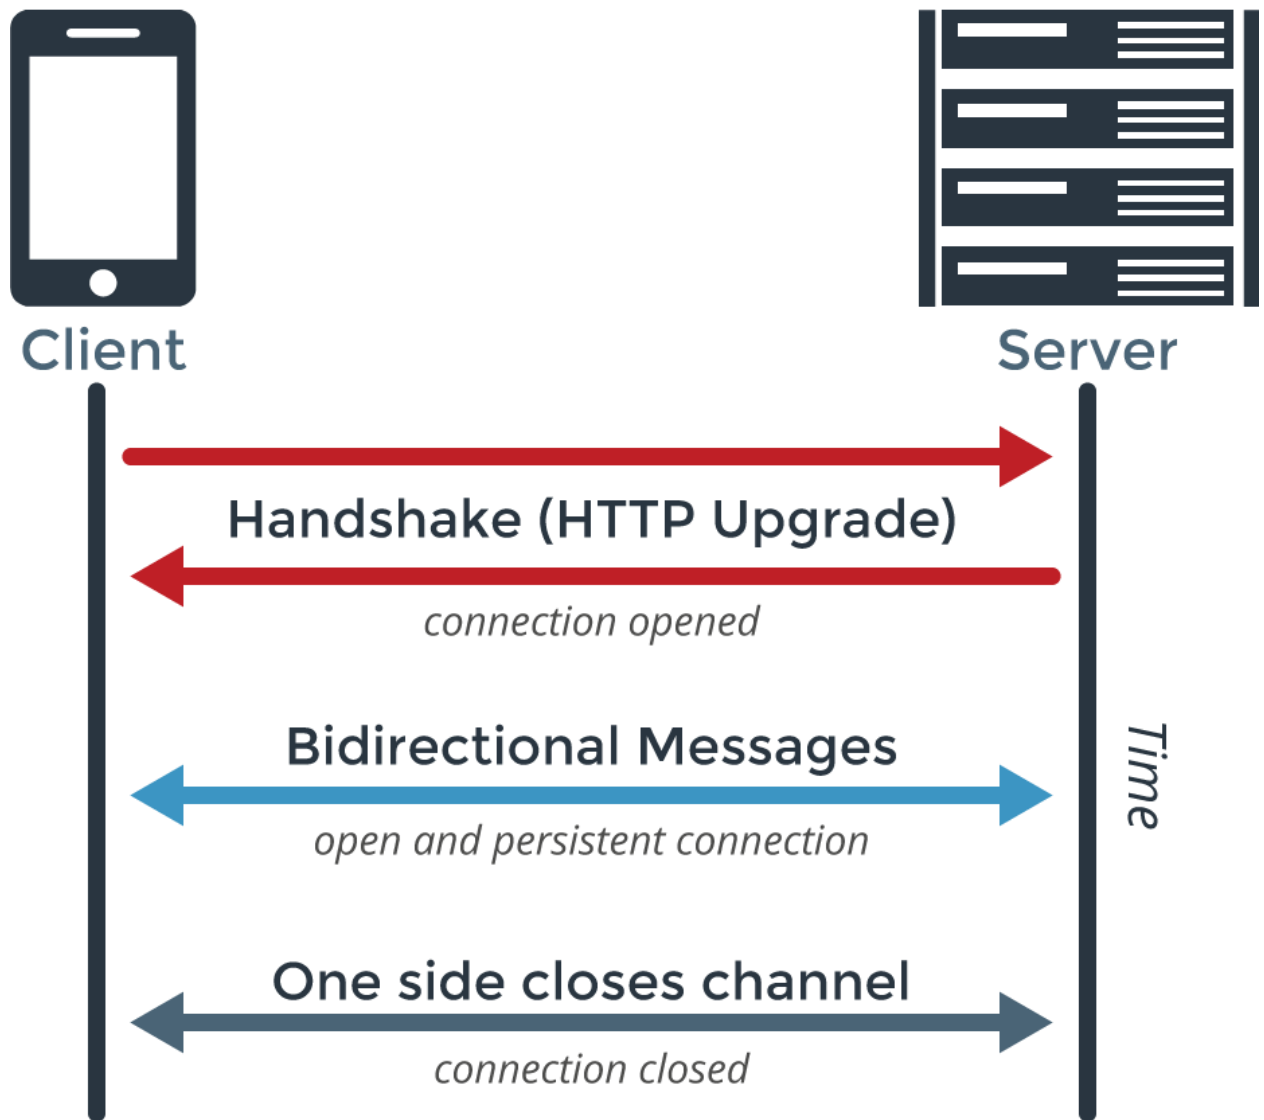 Client
Server
Handshake (HTTP Upgrade)
connection opened
Bidirectional Messages
open and persistent connection
Time
One side closes channel
connection closed